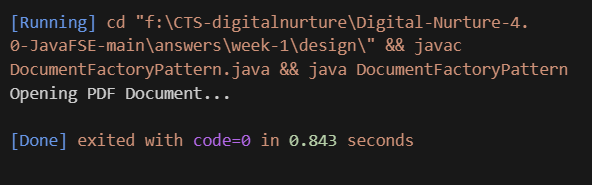 [Running] cd "f:\CTS-digitalnurture\Digital-Nurture-4.
0-JavaFSE-main\answers\week-1\design\" && javac
DocumentFactoryPattern.java && java DocumentFactoryPattern
Opening PDF Document...
[Done] exited with code=0 in 0.843 seconds